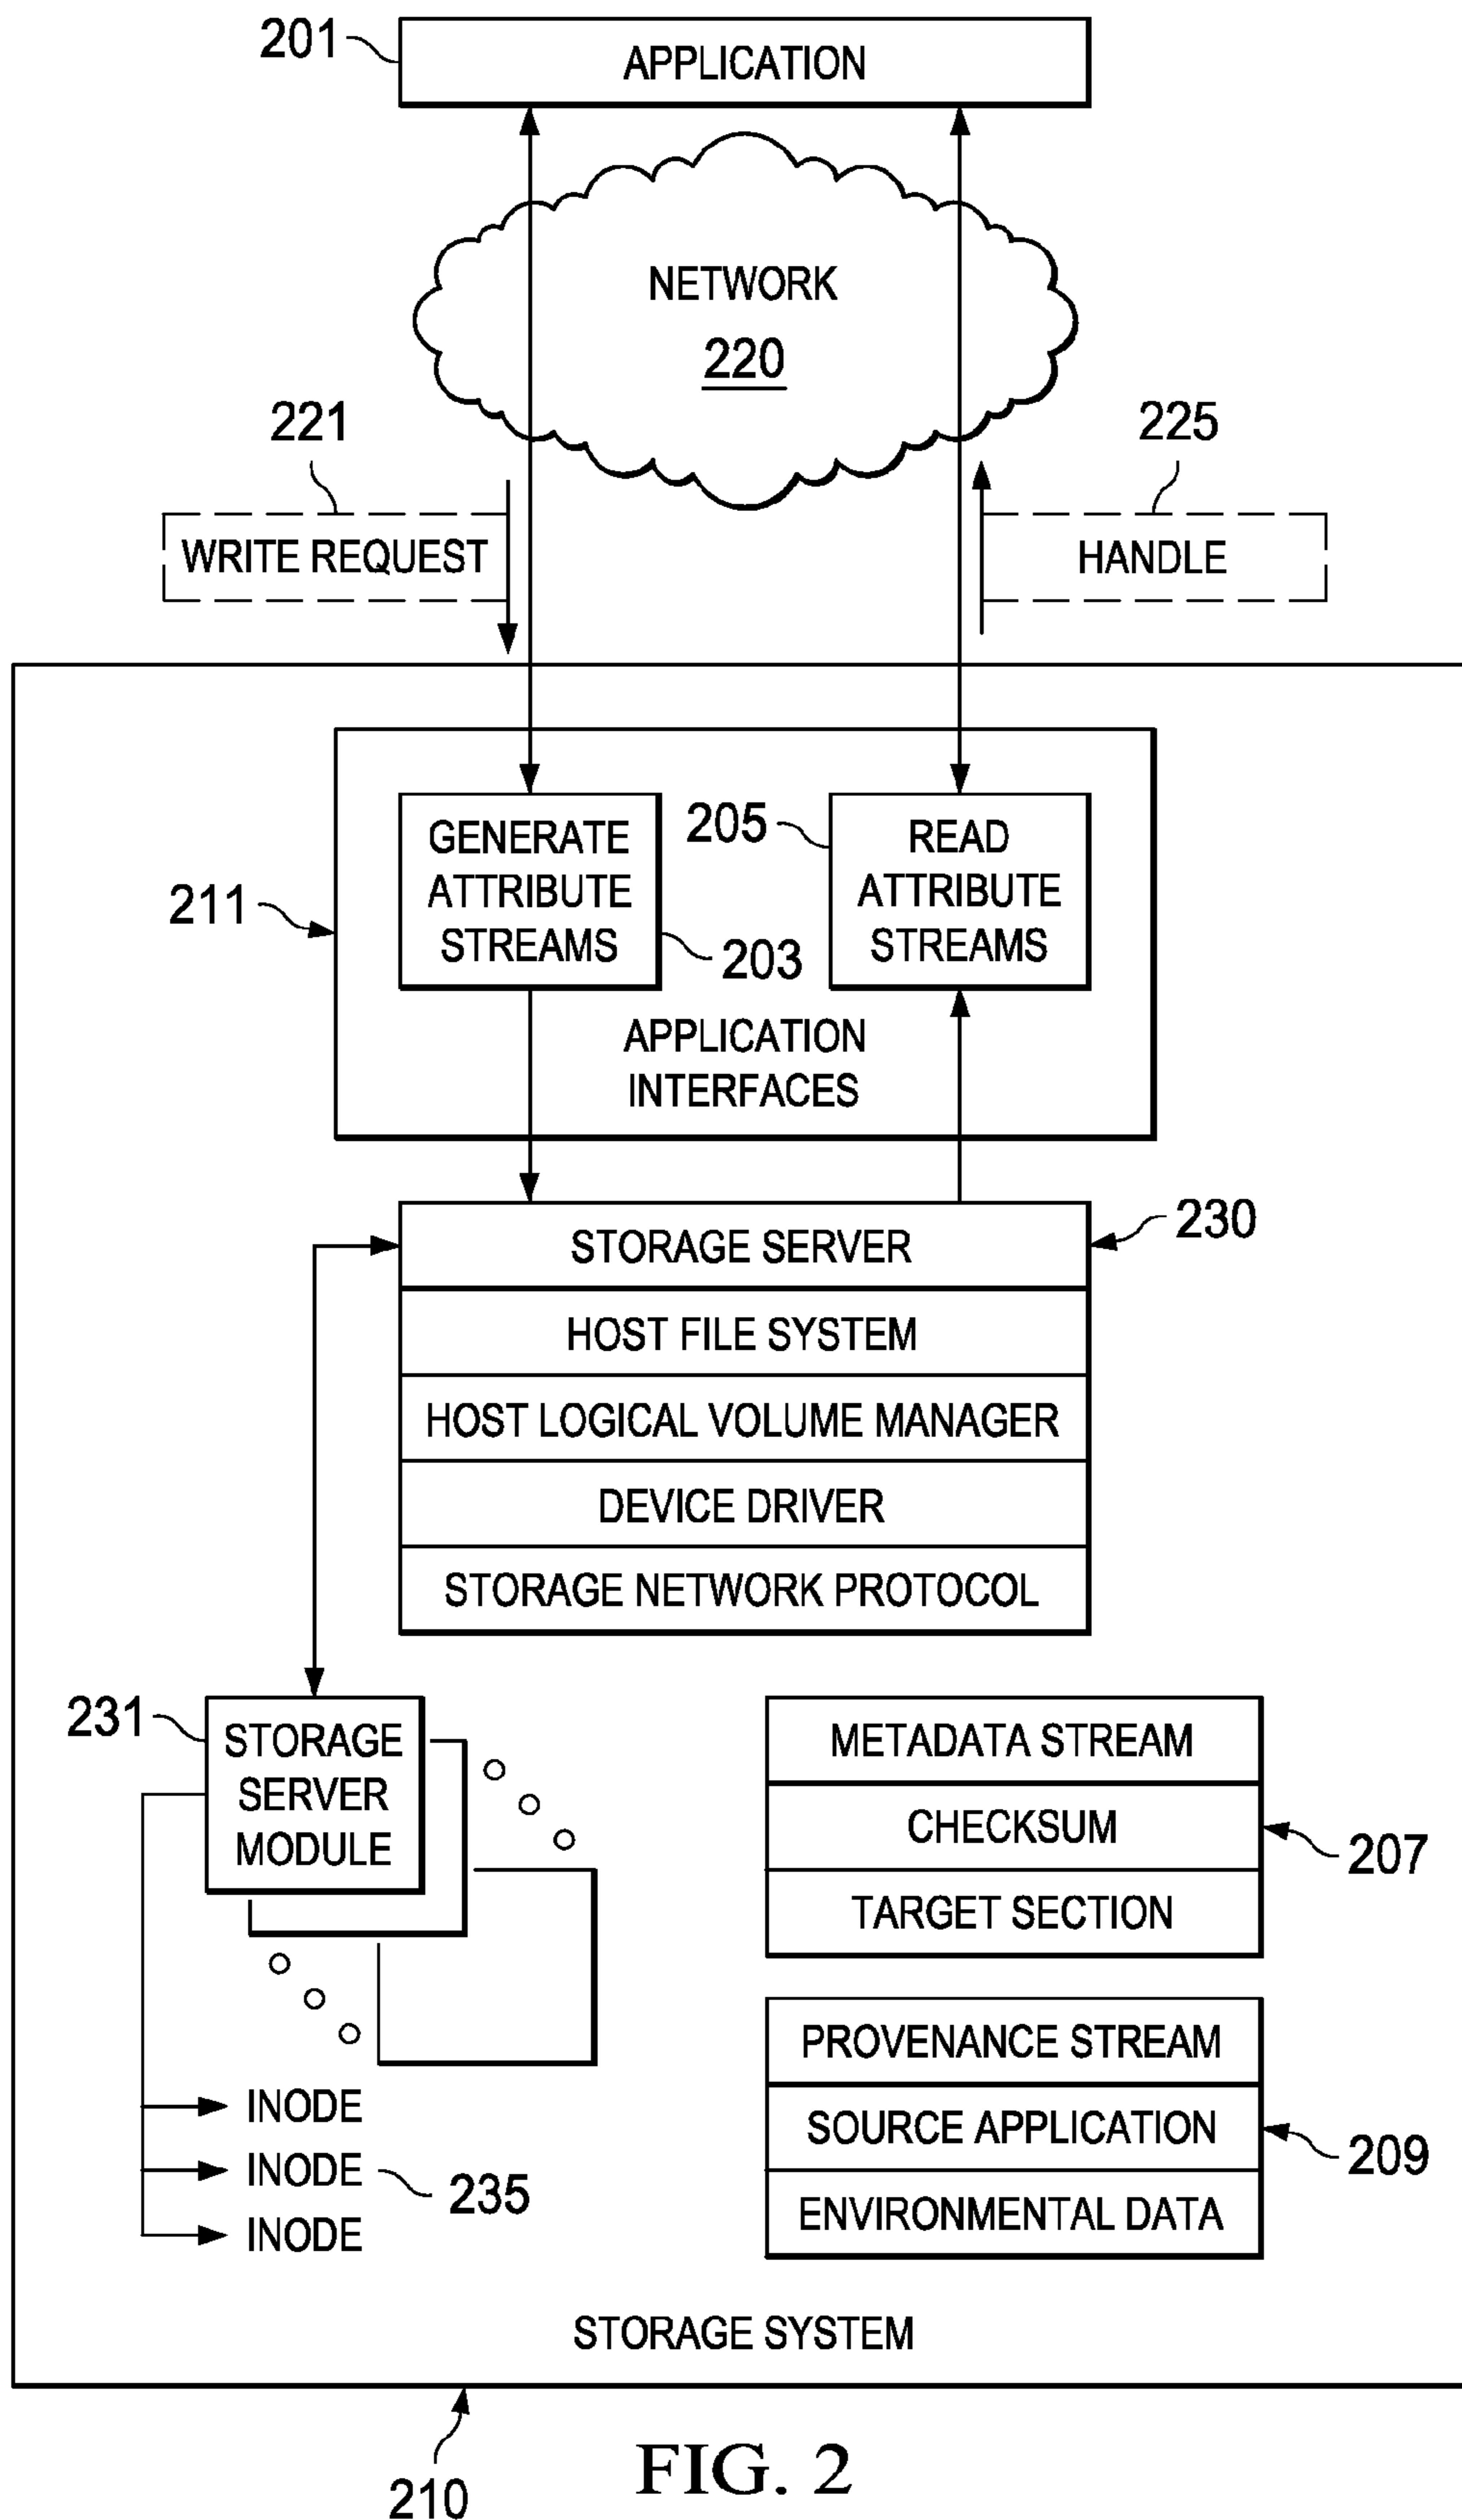 201
APPLICATION
NETWORK
220
221
225
WRITE REQUEST
HANDLE
GENERATE
ATTRIBUTE
STREAMS
205
READ
ATTRIBUTE
STREAMS
211
203
APPLICATION
INTERFACES
230
STORAGE SERVER
HOST FILE SYSTEM
HOST LOGICAL VOLUME MANAGER
DEVICE DRIVER
STORAGE NETWORK PROTOCOL
231
STORAGE
SERVER
MODULE
METADATA STREAM
CHECKSUM
TARGET SECTION
207
PROVENANCE STREAM
SOURCE APPLICATION
ENVIRONMENTAL DATA
209
INODE
INODE
INODE
235
STORAGE SYSTEM
210
FIG. 2